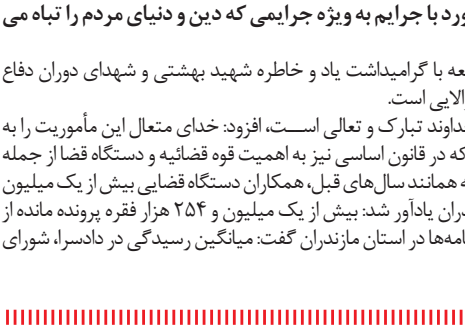 ورد با جرایم به ویژه جرایمی که دین و دنیای مردم را تباه می
عه با گرامیداشت یاد و خاطره شهید بهشتی و شهدای دوران دفاع
الایی است.
داوند تبارک و تعالی است، افزود: خدای متعال این مأموریت را به
که در قانون اساسی نیز به اهمیت قوه قضائیه و دستگاه قضا از جمله
ه همانند سال‌های قبل، همکاران دستگاه قضایی بیش از یک میلیون
دران یادآور شد: بیش از یک میلیون و ۲۵۴ هزار فقره پرونده مانده از
امه‌ها در استان مازندران گفت: میانگین رسیدگی در دادسرا، شورای